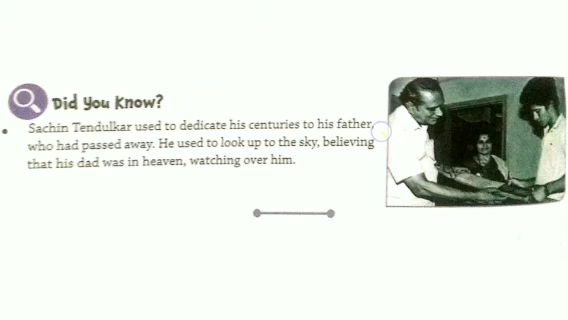 Did You Know?
Sachin Tendulkar used to dedicate his centuries to his father,
who had passed away. He used to look up to the sky, believing
that his dad was in heaven, watching over him.